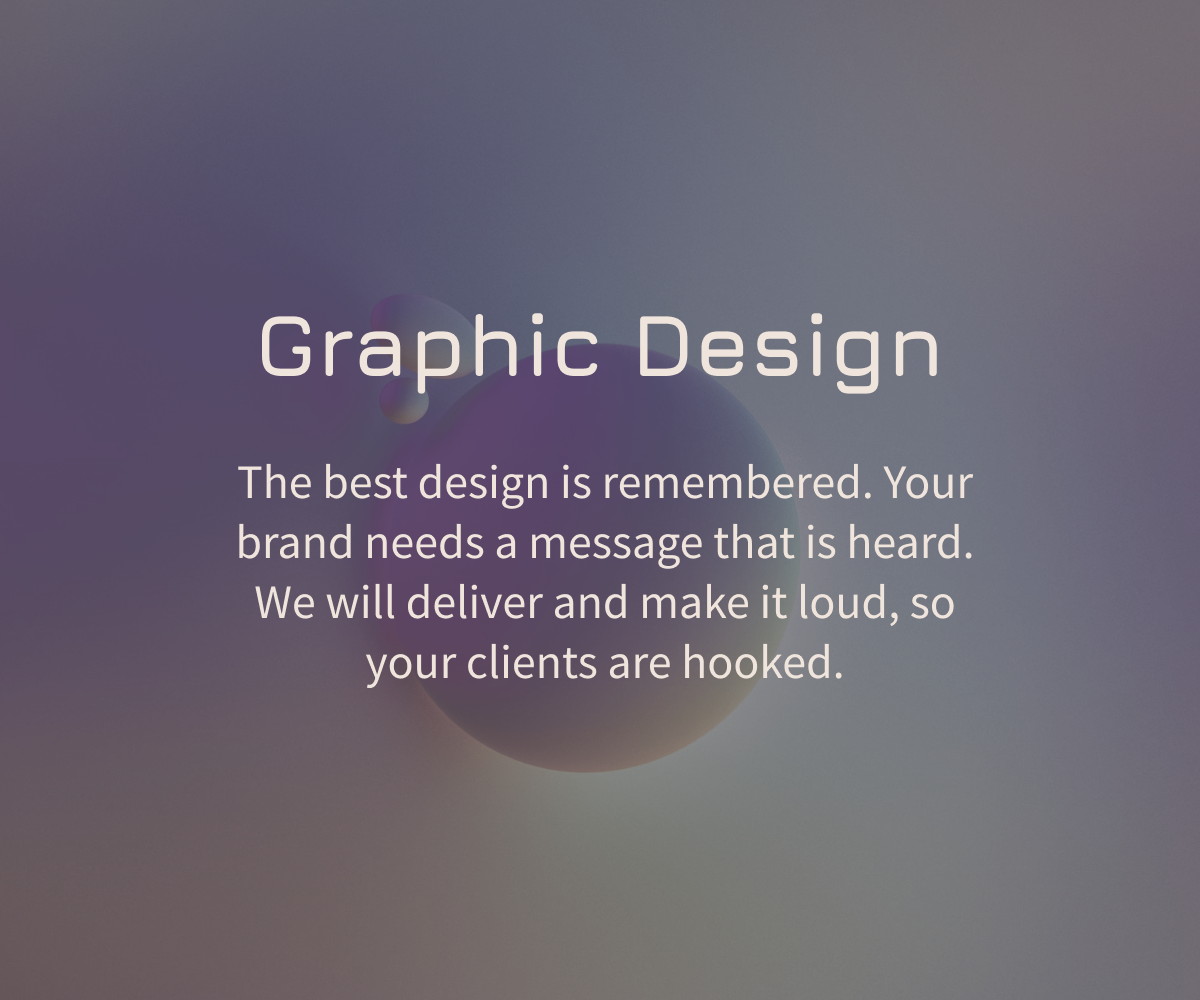 Graphic Design
The best design is remembered. Your
brand needs a message that is heard.
We will deliver and make it loud, so
your clients are hooked.